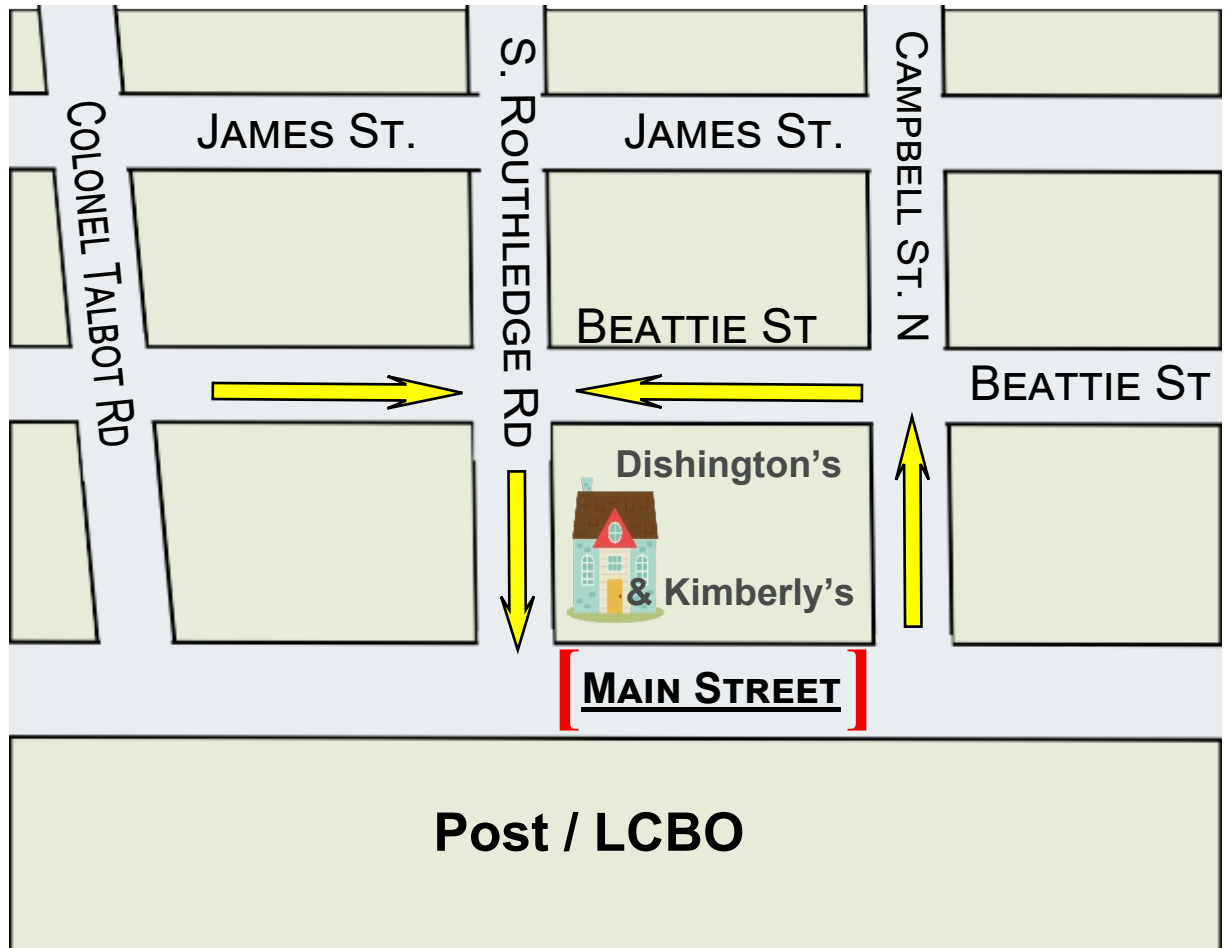 COLONEL TALBOT RD
JAMES ST.
S. ROUTHLEDGE RD
JAMES ST.
CAMPBELL ST. N
BEATTIE ST
BEATTIE ST
Dishington’s
& Kimberly’s
[MAIN STREET]
Post / LCBO